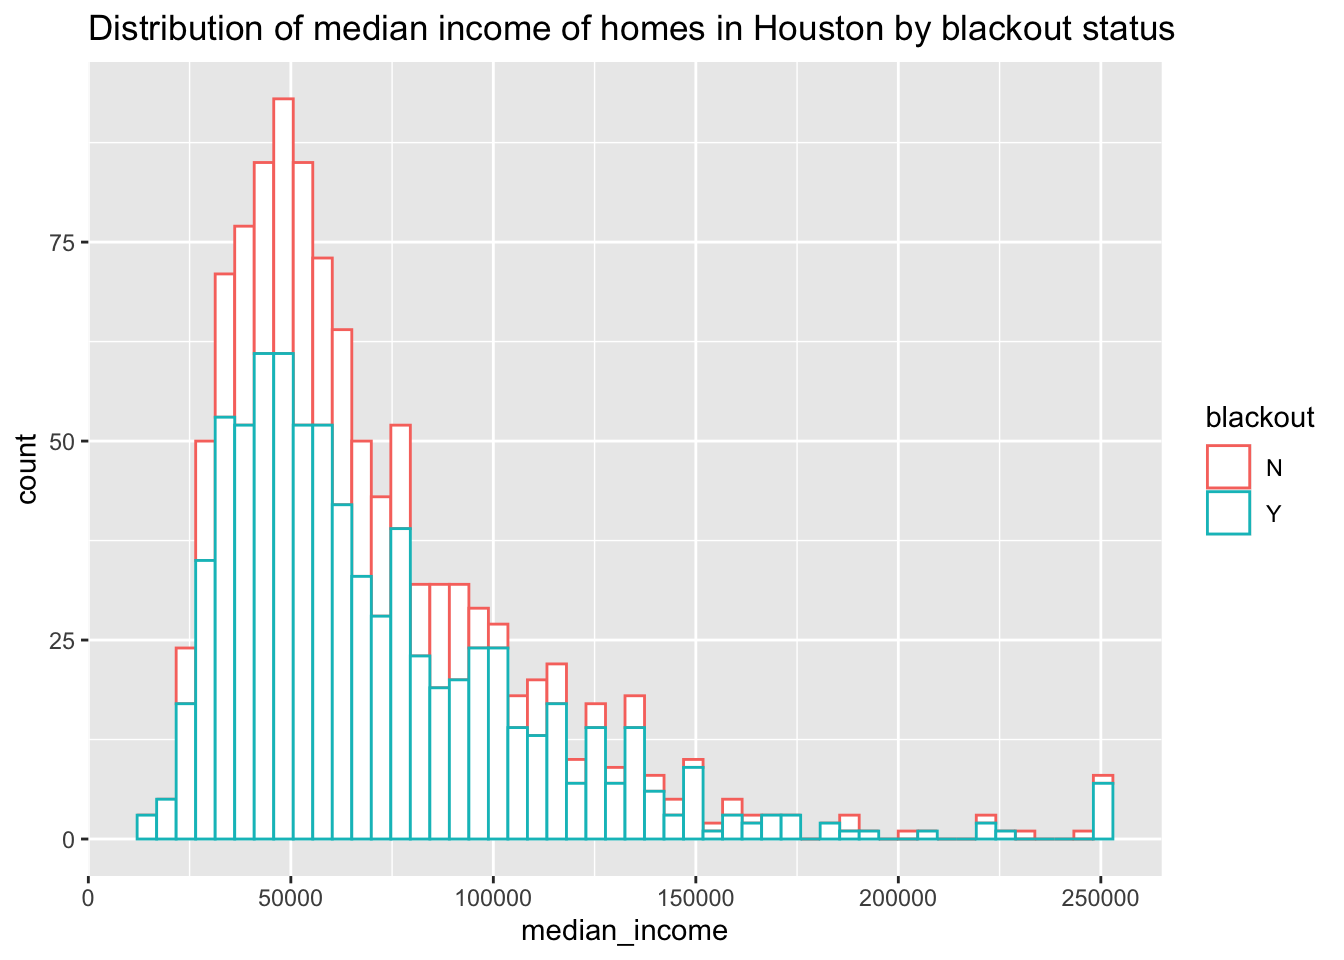 Distribution of median income of homes in Houston by blackout status
75
50
25
0
count
0 50000 100000 150000 200000 250000
median_income
blackout
N
Y